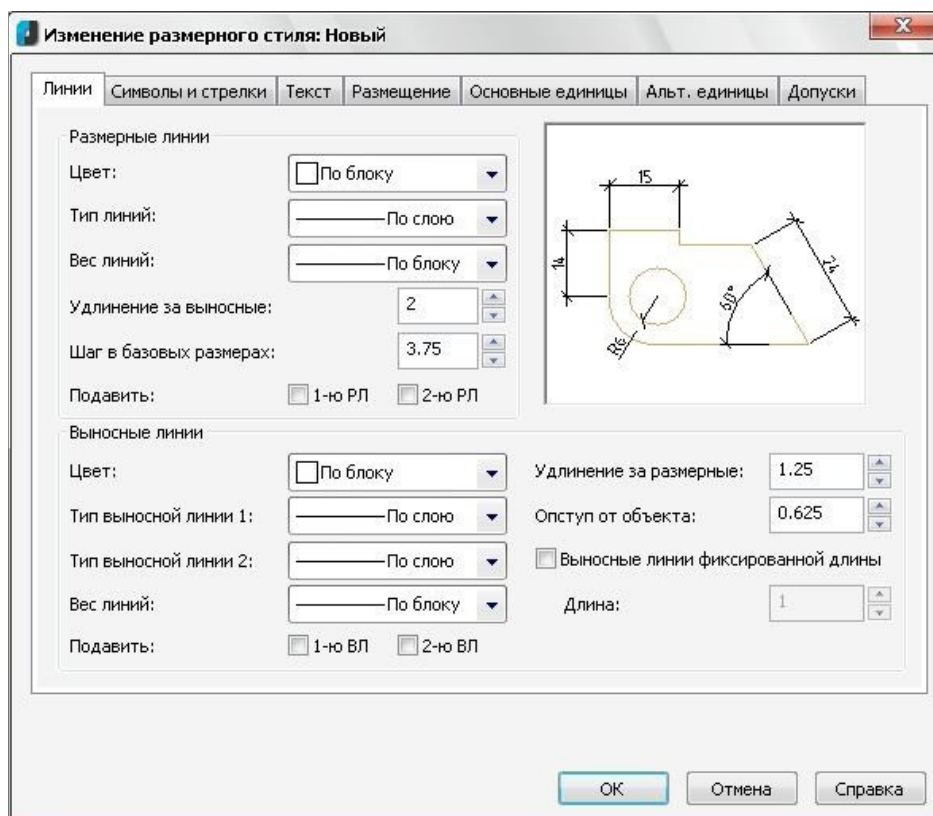 Изменение размерного стиля: Новый
Линии Символы и стрелки Текст Размещение Основные единицы Альт. единицы Допуски
Размерные линии
Цвет: По блоку
Тип линий: По слою
Вес линий: По блоку
Удлинение за выносные: 2
Шаг в базовых размерах: 3.75
Подавить: 1-ю РЛ 2-ю РЛ
15
14
24
60°
R6
Выносные линии
Цвет: По блоку
Удлинение за размерные: 1.25
Тип выносной линии 1: По слою
Опступ от объекта: 0.625
Тип выносной линии 2: По слою
Выносные линии фиксированной длины
Вес линий: По блоку
Длина: 1
Подавить: 1-ю ВЛ 2-ю ВЛ
ОК Отмена Справка